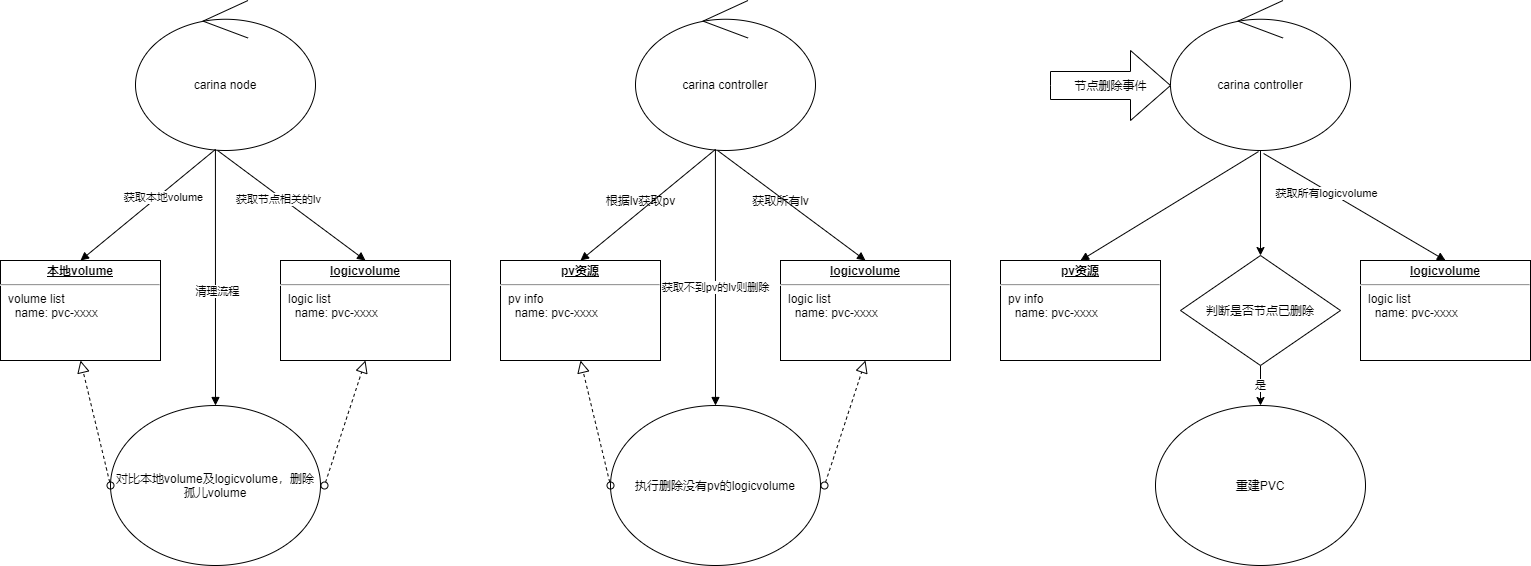 carina node
获取本地volume
获取节点相关的lv
本地volume
volume list
name: pvc-xxxx
清理流程
logicvolume
logic list
name: pvc-xxxx
对比本地volume及logicvolume，删除
孤儿volume
carina controller
根据lv获取pv
获取所有lv
pv资源
pv info
name: pvc-xxxx
获取不到pv的lv则删除
logicvolume
logic list
name: pvc-xxxx
执行删除没有pv的logicvolume
节点删除事件
carina controller
获取所有logicvolume
pv资源
pv info
name: pvc-xxxx
判断是否节点已删除
logicvolume
logic list
name: pvc-xxxx
是
重建PVC